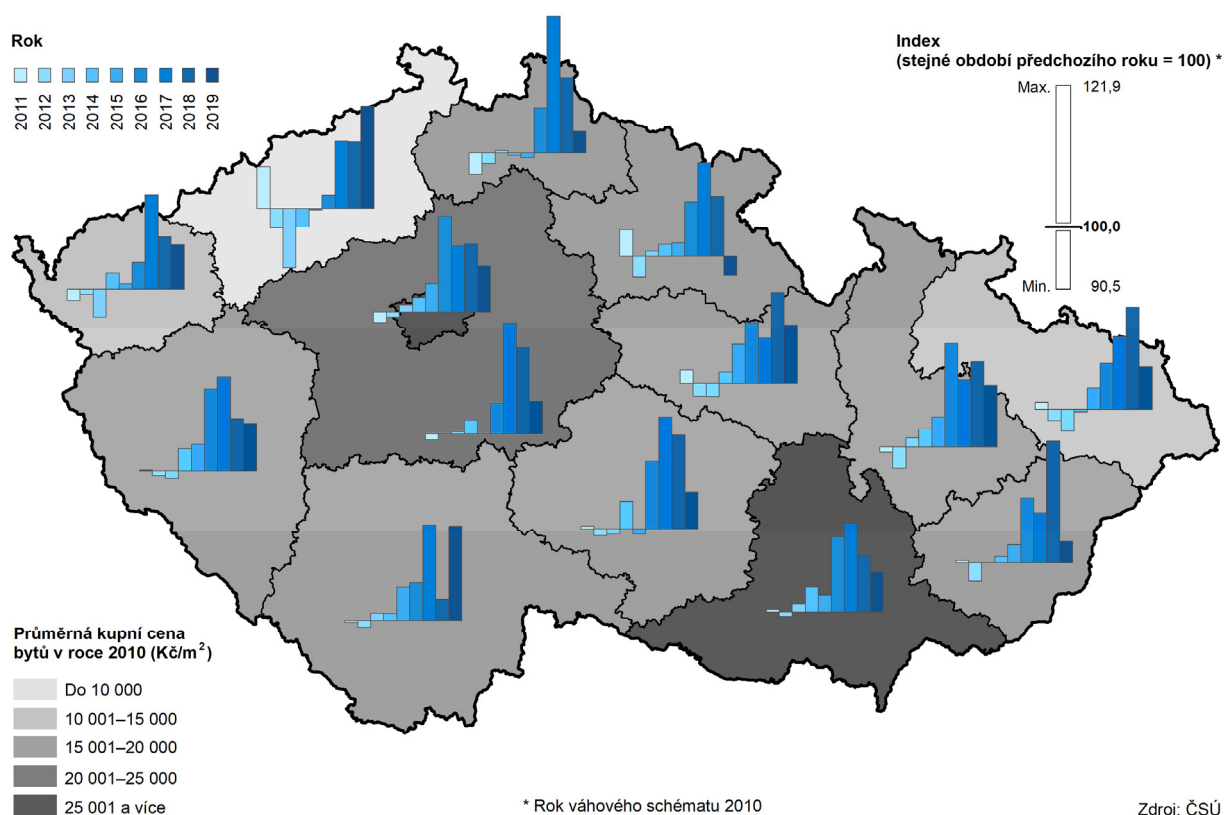 Rok
2011
2012
2013
2014
2015
2016
2017
2018
2019
Index
(stejné období předchozího roku = 100) *
Max. 121,9
100,0
Min. 90,5
Průměrná kupní cena
bytů v roce 2010 (Kč/m²)
Do 10 000
10 001–15 000
15 001–20 000
20 001–25 000
25 001 a více
* Rok váhového schématu 2010
Zdroj: ČSÚ